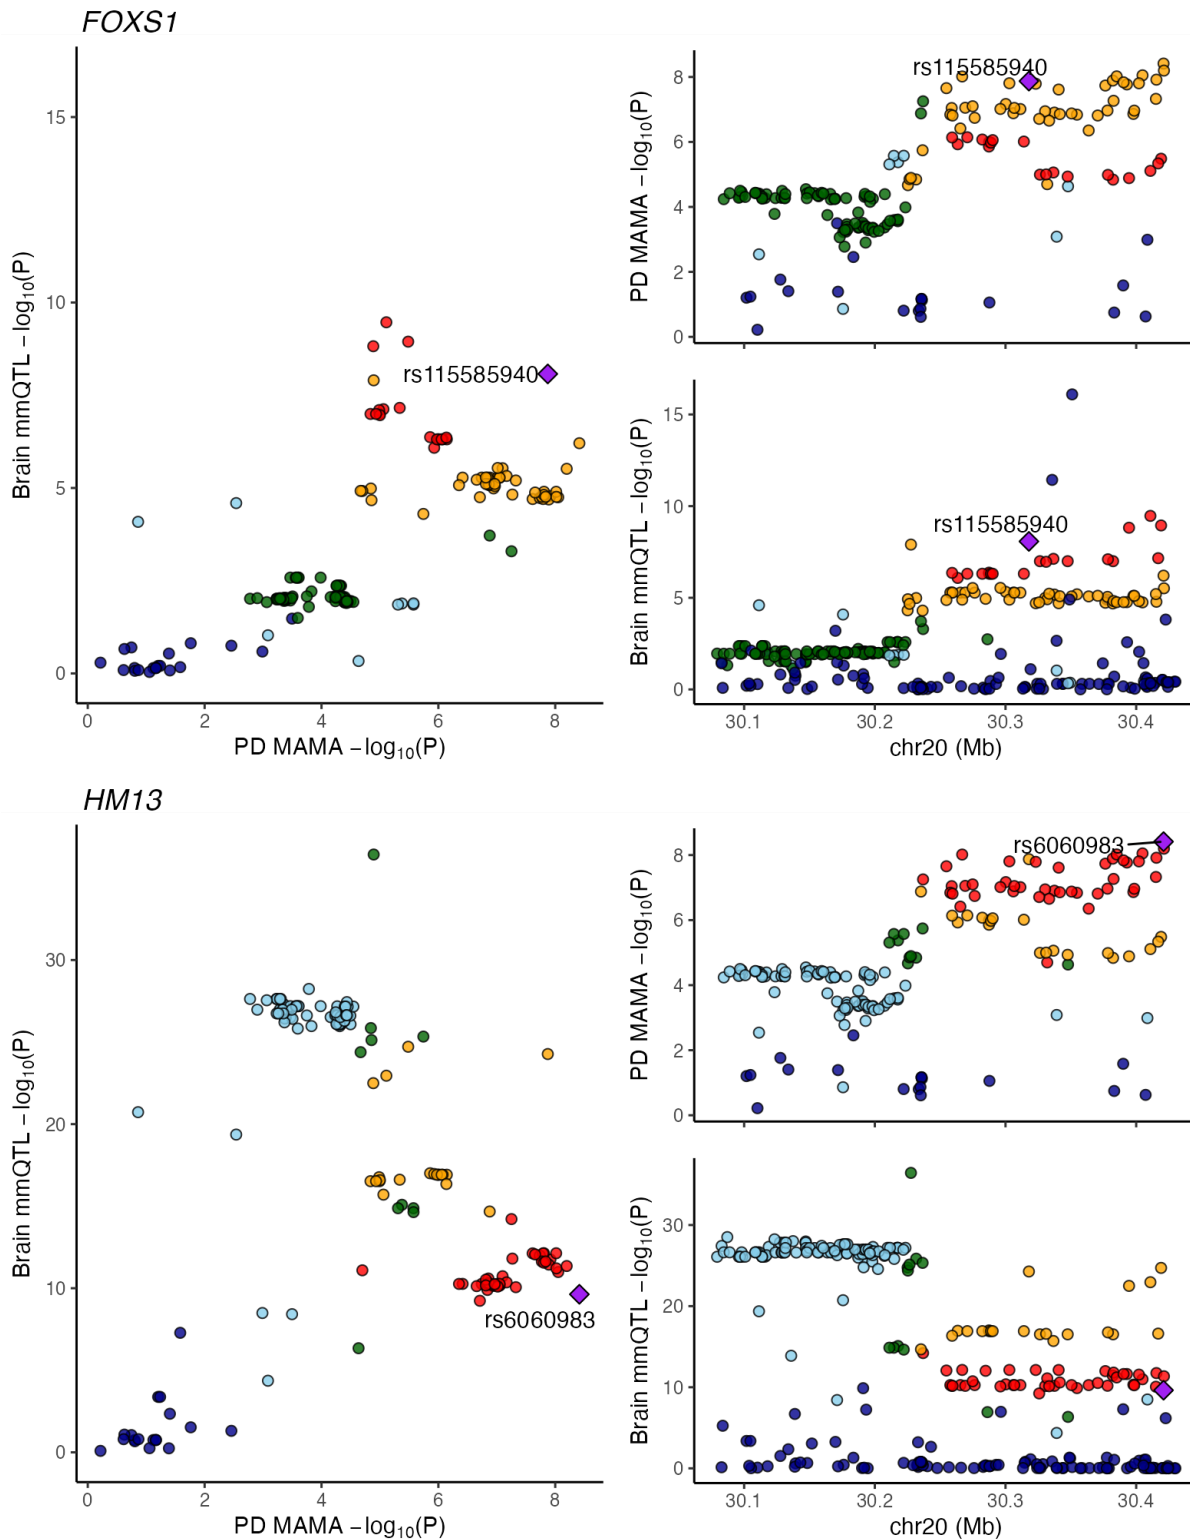 FOXS1
15
10
5
0
Brain mmQTL −log10(P)
rs115585940
0 2 4 6 8
PD MAMA −log10(P)
8
6
4
2
0
PD MAMA −log10(P)
rs115585940
15
10
5
0
Brain mmQTL −log10(P)
rs115585940
30.1 30.2 30.3 30.4
chr20 (Mb)
HM13
30
20
10
0
Brain mmQTL −log10(P)
rs6060983
0 2 4 6 8
PD MAMA −log10(P)
8
6
4
2
0
PD MAMA −log10(P)
rs6060983
30
20
10
0
Brain mmQTL −log10(P)
30.1 30.2 30.3 30.4
chr20 (Mb)